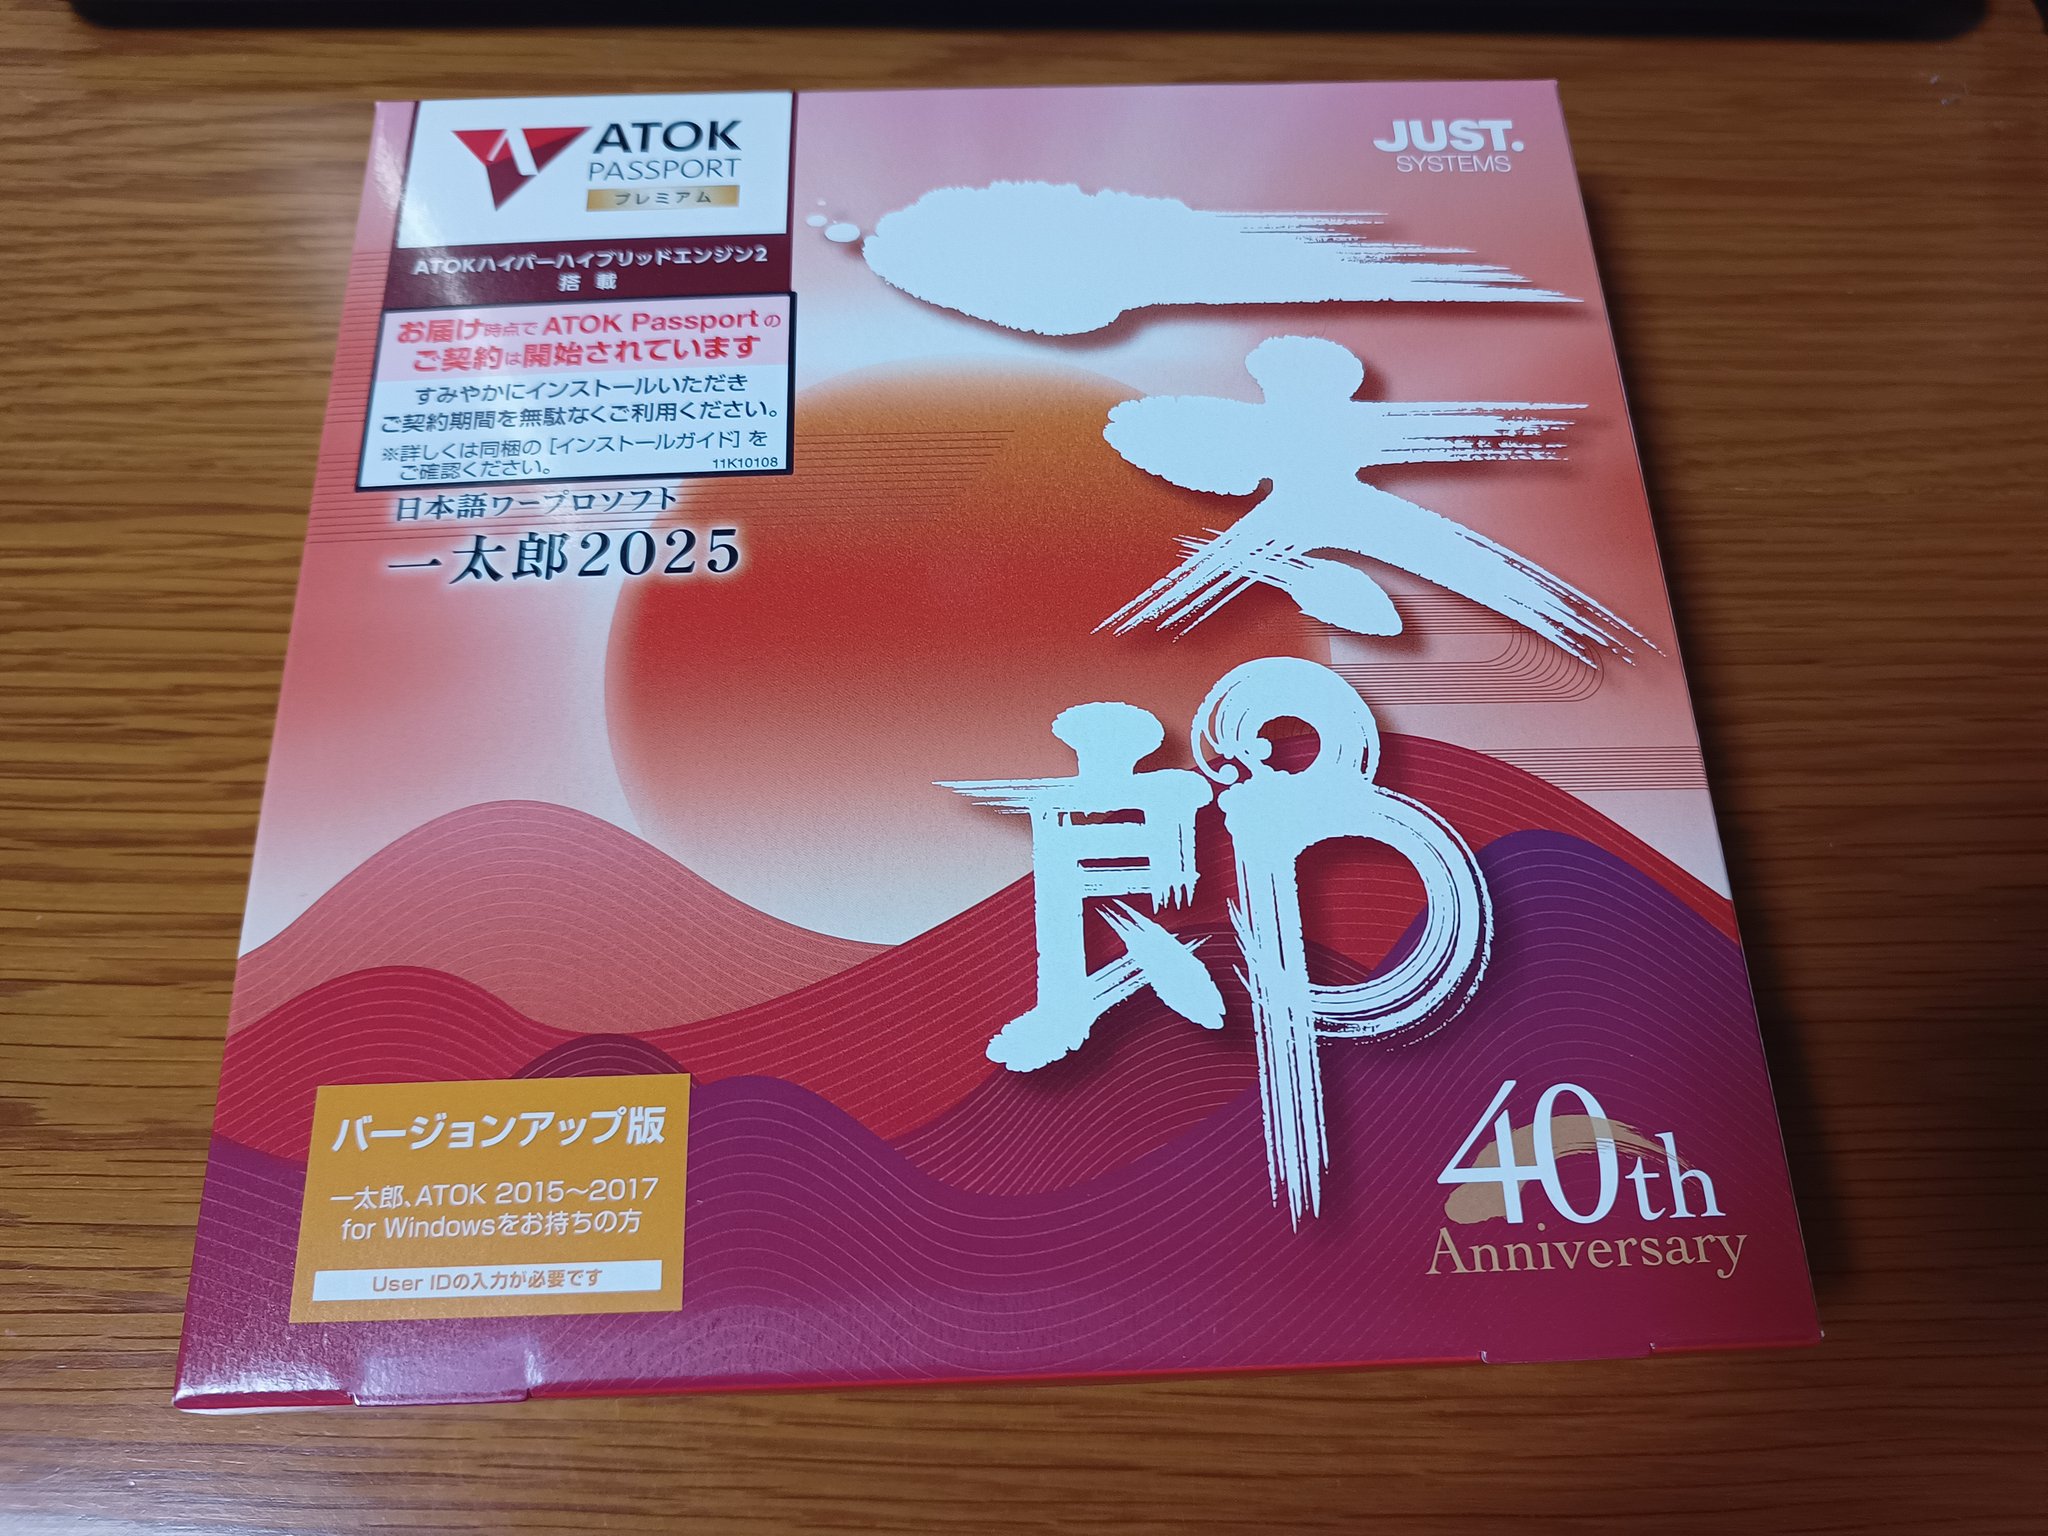 ATOK
PASSPORT
プレミアム
ATOKハイパーハイブリッドエンジン2
搭載
お届け時点で ATOK Passportの
ご契約は開始されています
すみやかにインストールいただき
ご契約期間を無駄なくご利用ください。
※詳しくは同梱の [インストールガイド] を
ご確認ください。
11K10108
日本語ワープロソフト
一太郎2025
JUST.
SYSTEMS
一
太
郎
バージョンアップ版
一太郎、ATOK 2015～2017
for Windowsをお持ちの方
User IDの入力が必要です
40th
Anniversary